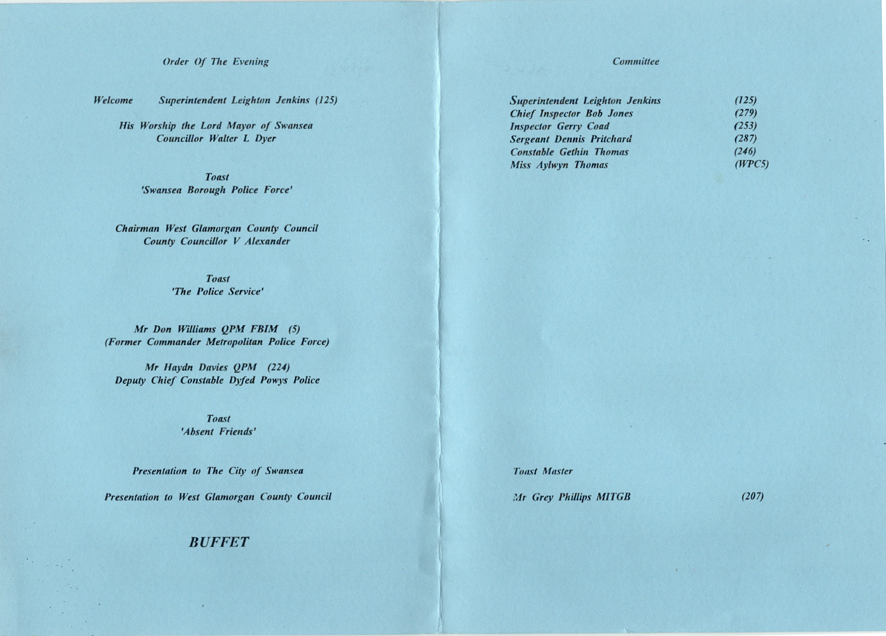 Order Of The Evening
Welcome Superintendent Leighton Jenkins (125)
His Worship the Lord Mayor of Swansea
Councillor Walter L Dyer
Toast
'Swansea Borough Police Force'
Chairman West Glamorgan County Council
County Councillor V Alexander
Toast
'The Police Service'
Mr Don Williams QPM FBIM (5)
(Former Commander Metropolitan Police Force)
Mr Haydn Davies QPM (224)
Deputy Chief Constable Dyfed Powys Police
Toast
'Absent Friends'
Presentation to The City of Swansea
Presentation to West Glamorgan County Council
BUFFET
Committee
Superintendent Leighton Jenkins (125)
Chief Inspector Bob Jones (279)
Inspector Gerry Coad (253)
Sergeant Dennis Pritchard (287)
Constable Gethin Thomas (246)
Miss Aylwyn Thomas (WPC5)
Toast Master
Mr Grey Phillips MITGB (207)